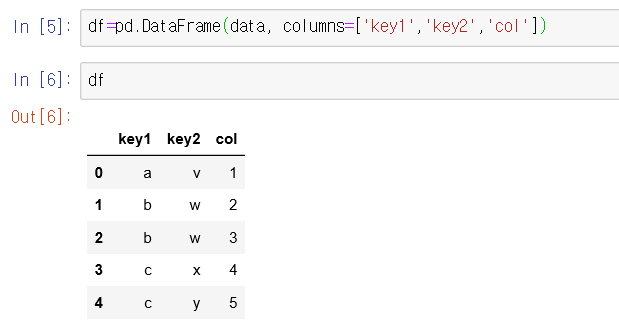 In [5]: df=pd.DataFrame(data, columns=['key1','key2','col'])
In [6]: df
Out[6]:
key1 key2 col
0 a v 1
1 b w 2
2 b w 3
3 c x 4
4 c y 5